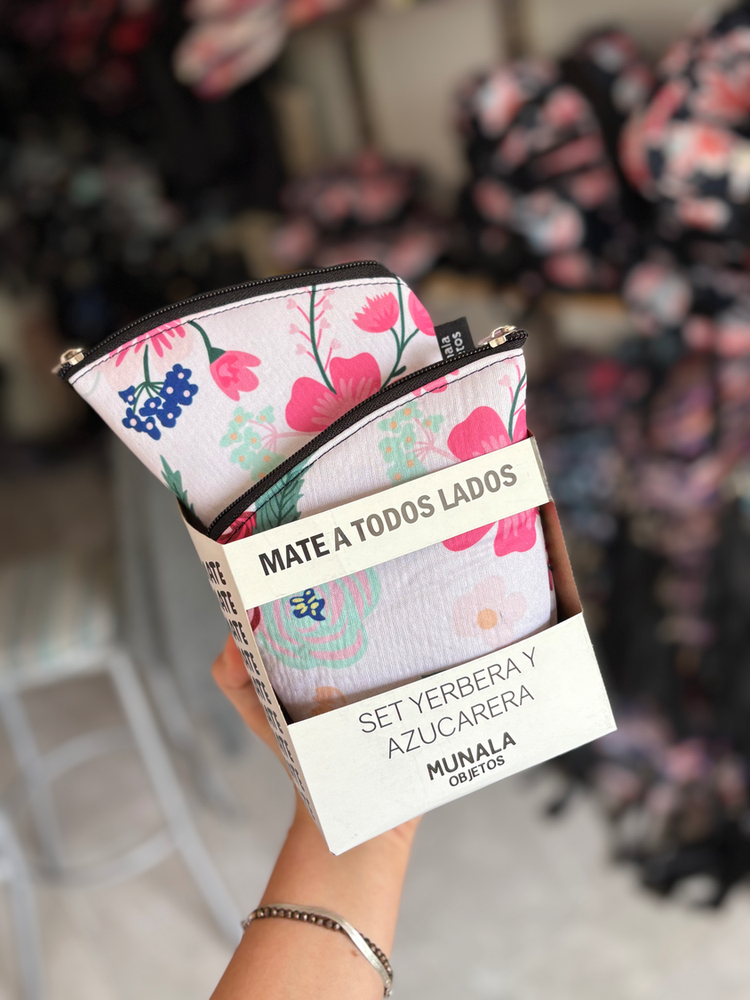 MATE A TODOS LADOS
SET YERBERA Y
AZUCARERA
MUNALA
OBJETOS